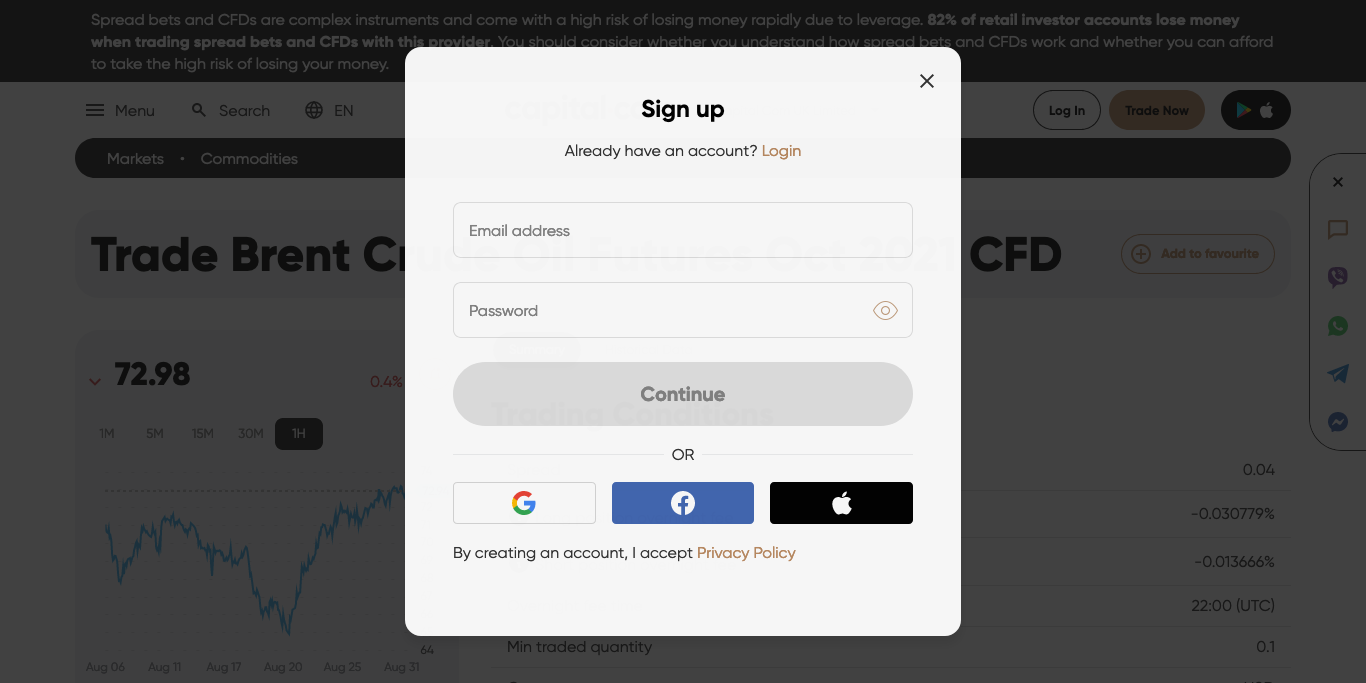 Spread bets and CFDs are complex instruments and come with a high risk of losing money rapidly due to leverage. 82% of retail investor accounts lose money
when trading spread bets and CFDs with this provider. You should consider whether you understand how spread bets and CFDs work and whether you can afford
to take the high risk of losing your money.
Menu
Search
EN
capital.c
Log In
Trade Now
Markets • Commodities
Sign up
Already have an account? Login
Email address
Trade Brent Crude Oil Futures Oct 2021 CFD
Add to favourite
Password
72.98
0.4%
1M
5M
15M
30M
1H
Continue
Trading Conditions
OR
0.04
-0.030779%
By creating an account, I accept Privacy Policy
-0.013666%
22:00 (UTC)
64
Min traded quantity
0.1
Aug 06
Aug 11
Aug 17
Aug 20
Aug 25
Aug 31